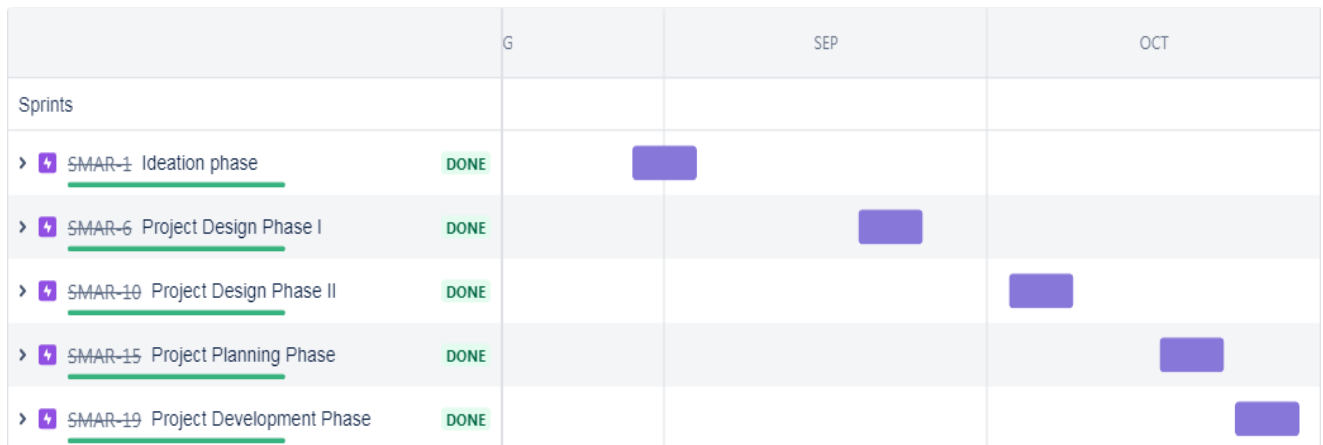 G SEP OCT
Sprints
SMAR-1 Ideation phase DONE
SMAR-6 Project Design Phase I DONE
SMAR-10 Project Design Phase II DONE
SMAR-15 Project Planning Phase DONE
SMAR-19 Project Development Phase DONE